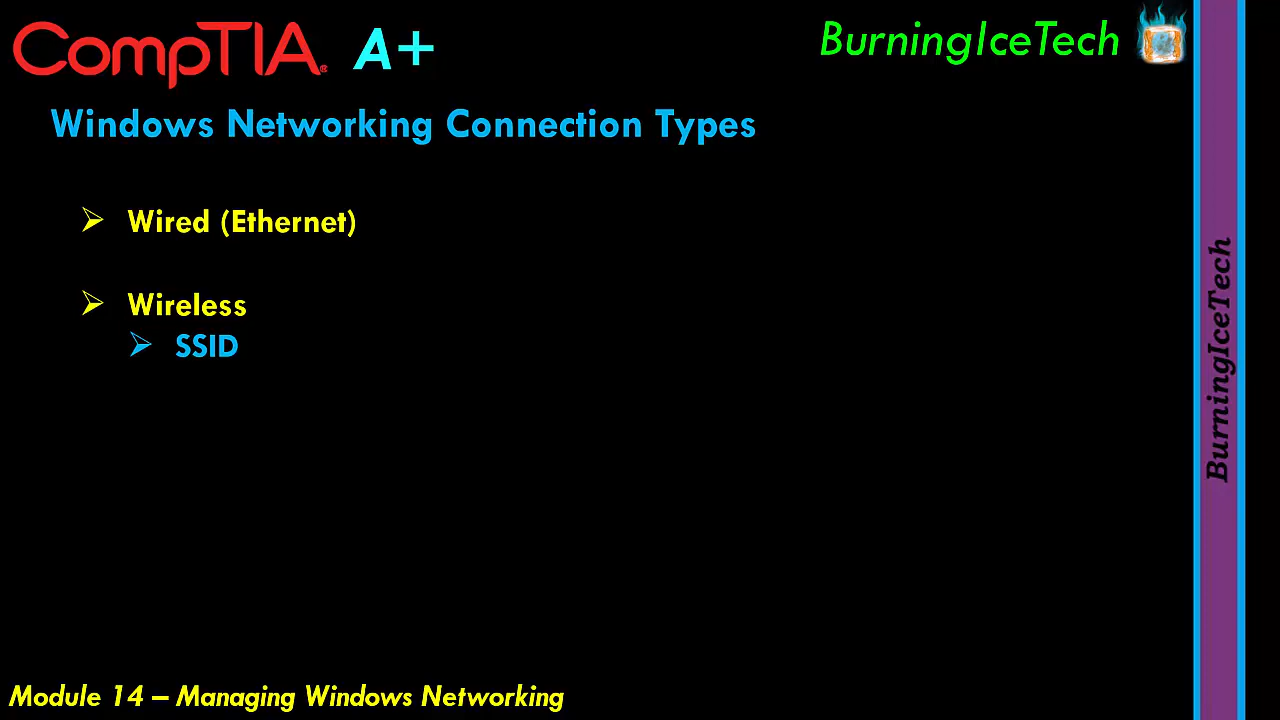 CompTIA® A+
BurningIceTech
Windows Networking Connection Types
➢ Wired (Ethernet)
➢ Wireless
➢ SSID
BurningIceTech
Module 14 – Managing Windows Networking